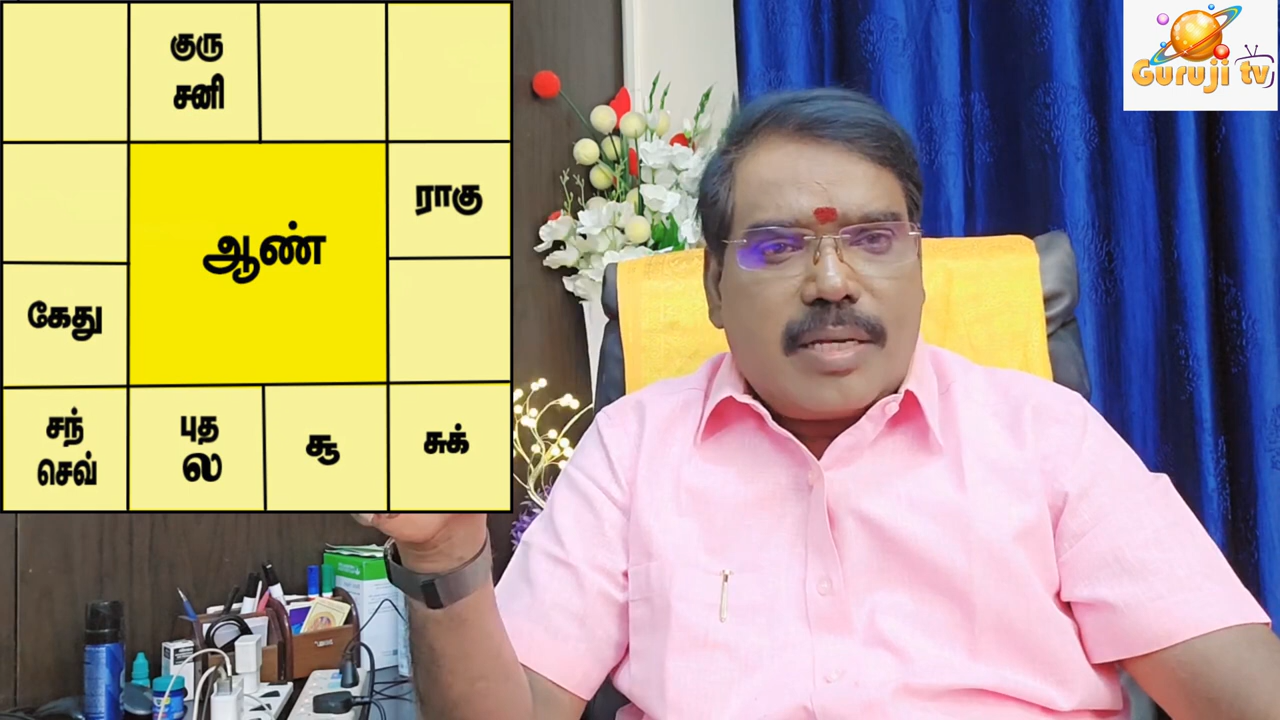 குரு
சனி
Guruji tv
ராகு
ஆண்
கேது
சந்
செவ்
புத
ல
சூ
சுக்